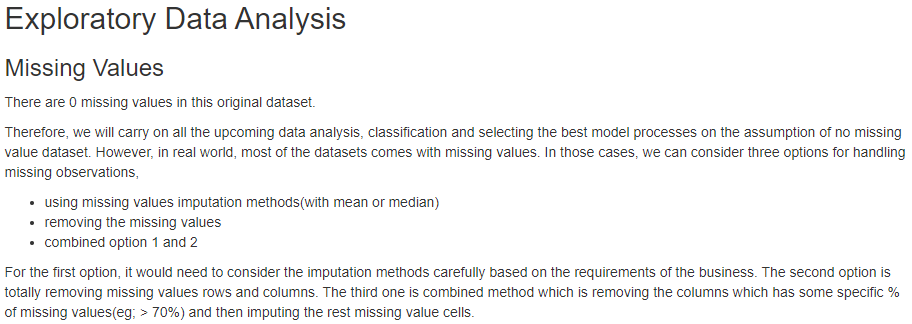 Exploratory Data Analysis
Missing Values
There are 0 missing values in this original dataset.
Therefore, we will carry on all the upcoming data analysis, classification and selecting the best model processes on the assumption of no missing
value dataset. However, in real world, most of the datasets comes with missing values. In those cases, we can consider three options for handling
missing observations,
• using missing values imputation methods(with mean or median)
• removing the missing values
• combined option 1 and 2
For the first option, it would need to consider the imputation methods carefully based on the requirements of the business. The second option is
totally removing missing values rows and columns. The third one is combined method which is removing the columns which has some specific %
of missing values(eg; > 70%) and then imputing the rest missing value cells.